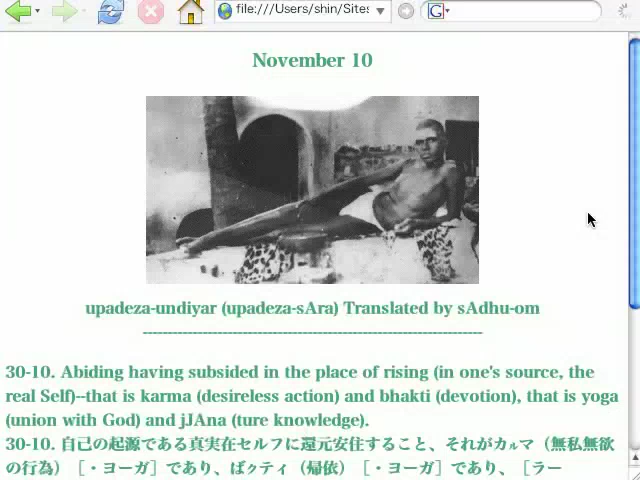 file:///Users/shin/Sites
November 10
upadeza-undiyar (upadeza-sAra) Translated by sAdhu-om
--------------------------------------------------------------------
30-10. Abiding having subsided in the place of rising (in one's source, the
real Self)--that is karma (desireless action) and bhakti (devotion), that is yoga
(union with God) and jJAna (ture knowledge).
30-10. 自己の起源である真実在セルフに還元安住すること、それがカㇽマ（無私無欲
の行為）［・ヨーガ］であり、ばㇰティ（帰依）［・ヨーガ］であり、［ラー